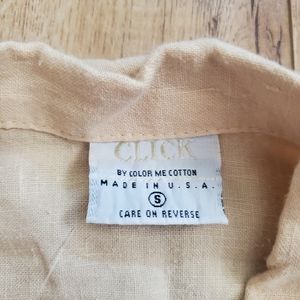 CLICK
BY COLOR ME COTTON
MADE IN U.S.A.
S
CARE ON REVERSE